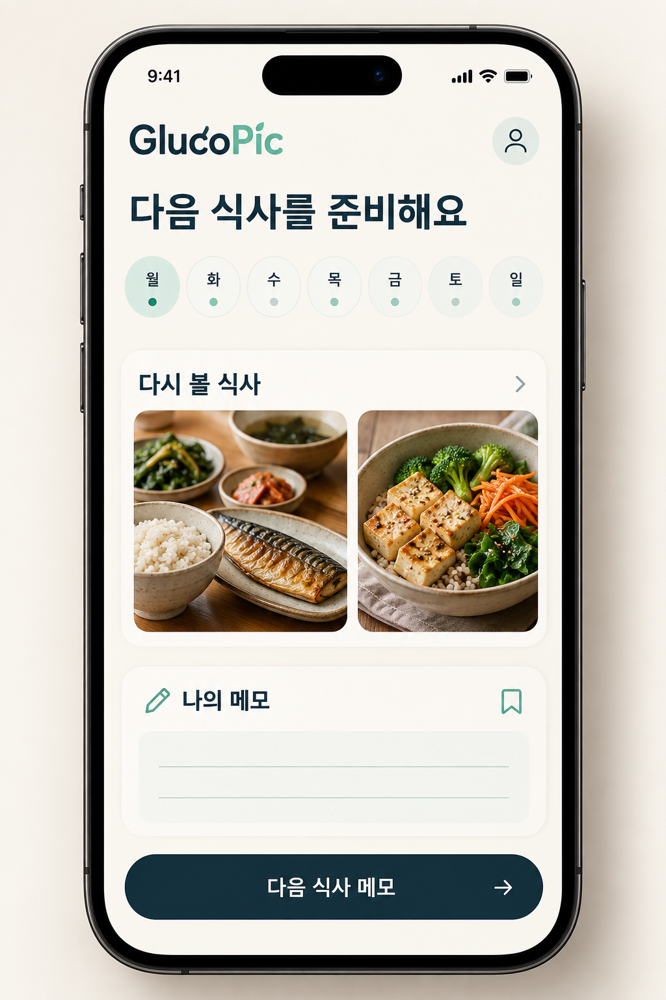 9:41
GlucoPic
다음 식사를 준비해요
월 화 수 목 금 토 일
다시 볼 식사
나의 메모
다음 식사 메모